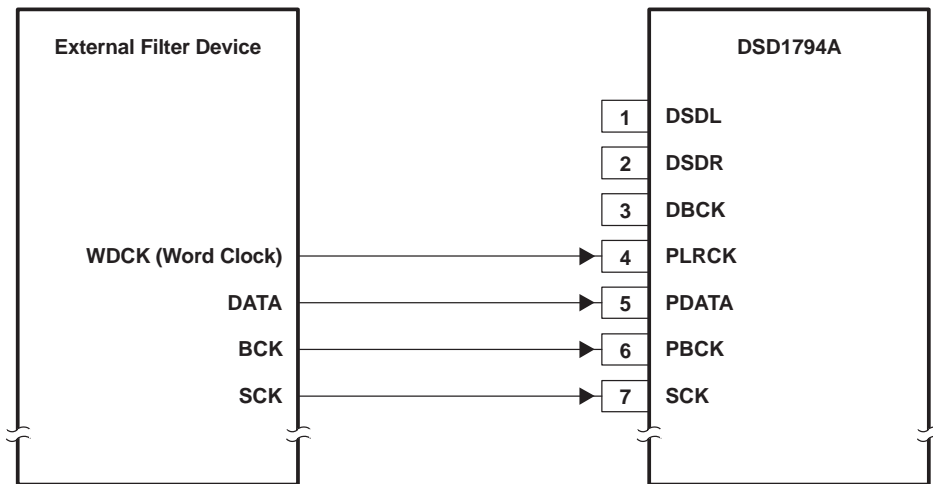 External Filter Device
DSD1794A
1 DSDL
2 DSDR
3 DBCK
WDCK (Word Clock) 4 PLRCK
DATA 5 PDATA
BCK 6 PBCK
SCK 7 SCK